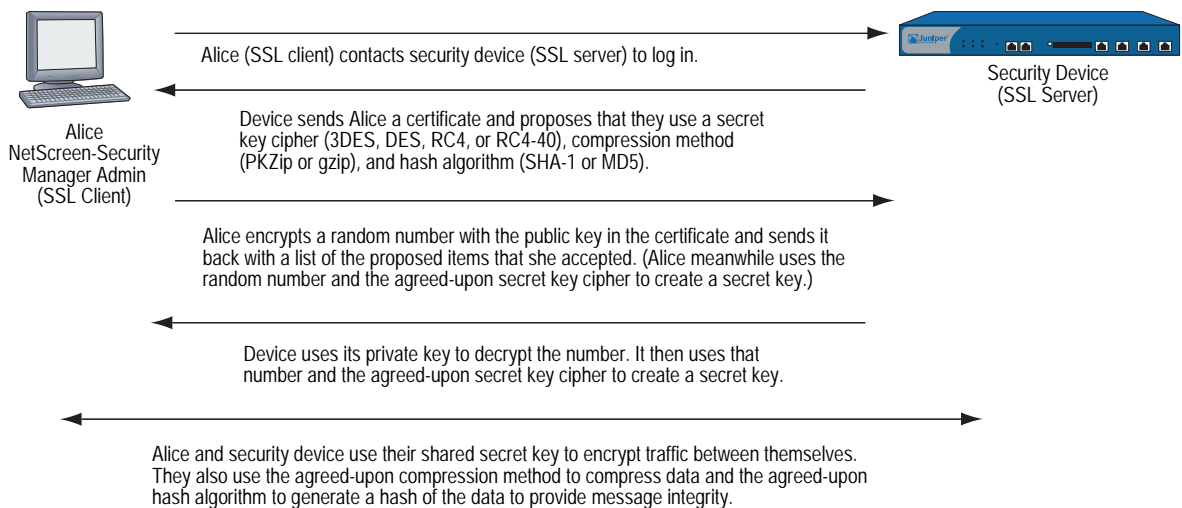 Juniper
Alice (SSL client) contacts security device (SSL server) to log in.
Security Device
(SSL Server)
Alice
NetScreen-Security
Manager Admin
(SSL Client)
Device sends Alice a certificate and proposes that they use a secret
key cipher (3DES, DES, RC4, or RC4-40), compression method
(PKZip or gzip), and hash algorithm (SHA-1 or MD5).
Alice encrypts a random number with the public key in the certificate and sends it
back with a list of the proposed items that she accepted. (Alice meanwhile uses the
random number and the agreed-upon secret key cipher to create a secret key.)
Device uses its private key to decrypt the number. It then uses that
number and the agreed-upon secret key cipher to create a secret key.
Alice and security device use their shared secret key to encrypt traffic between themselves.
They also use the agreed-upon compression method to compress data and the agreed-upon
hash algorithm to generate a hash of the data to provide message integrity.